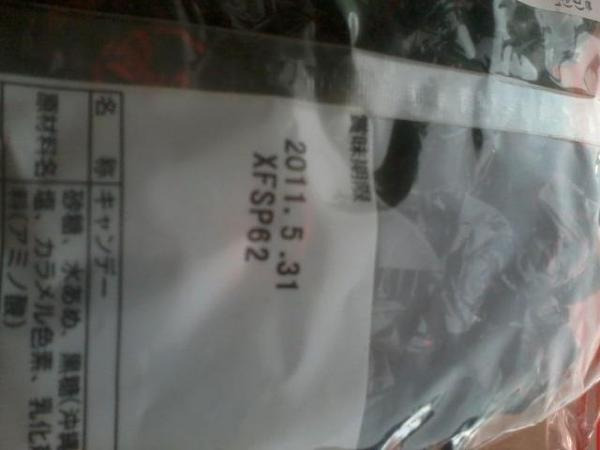 賞味期限
2011.5.31
XFSP62
名 称 キャンデー
原材料名 砂糖、水あめ、黒糖(沖縄
塩、カラメル色素、乳化
料(アミノ酸)